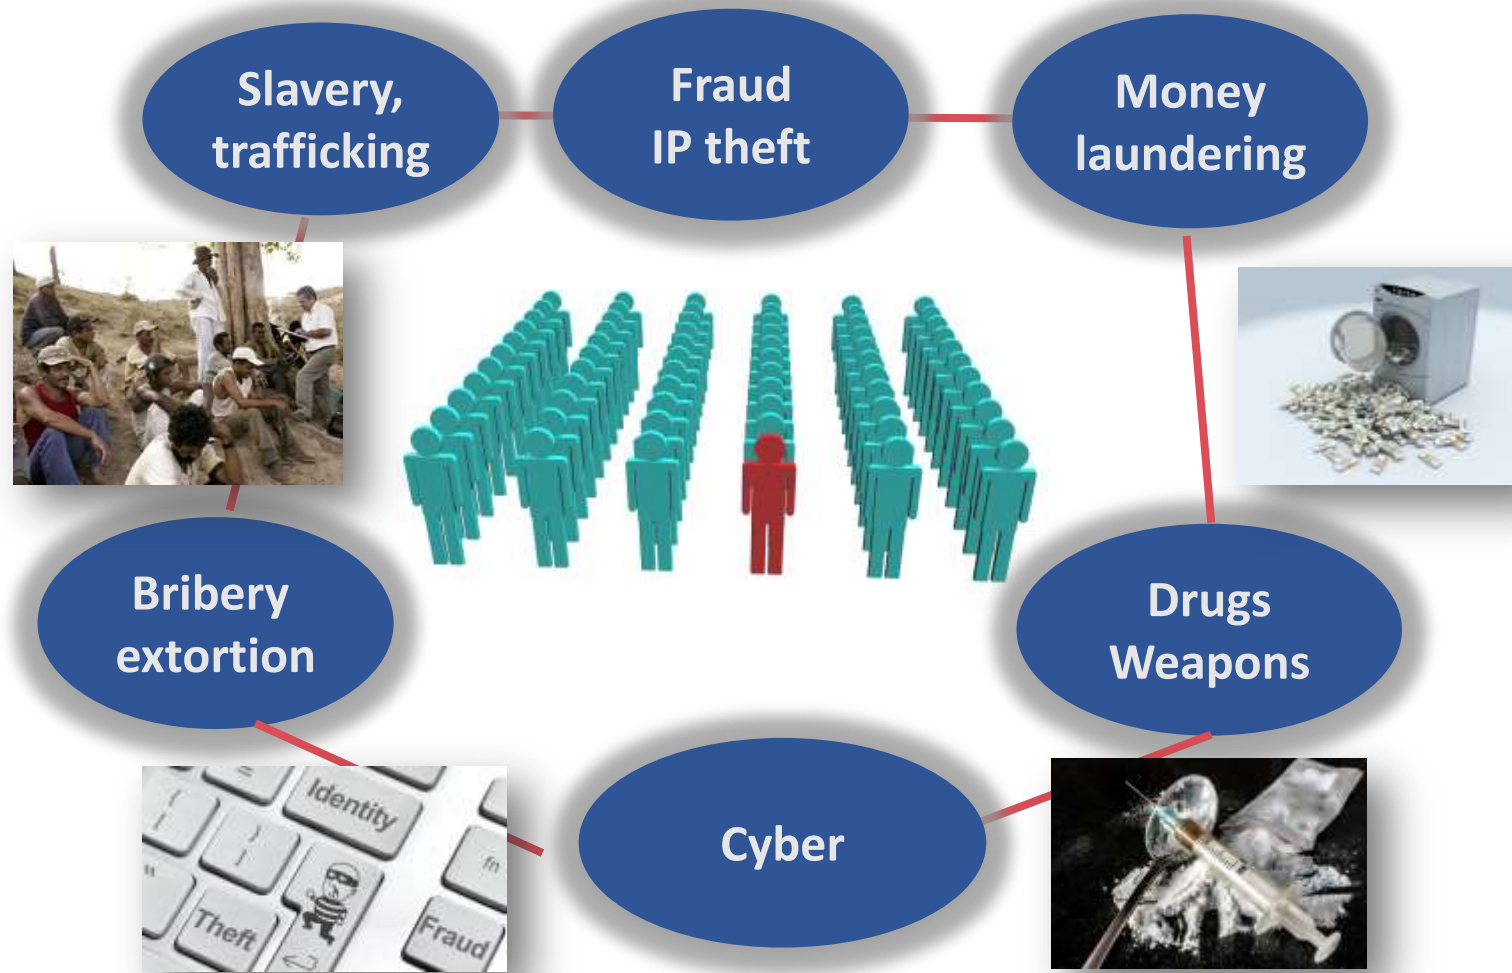 Slavery,
trafficking
Fraud
IP theft
Money
laundering
Bribery
extortion
Drugs
Weapons
Cyber
Identity
Theft
Fraud
fn
=
{
[
}
]
"